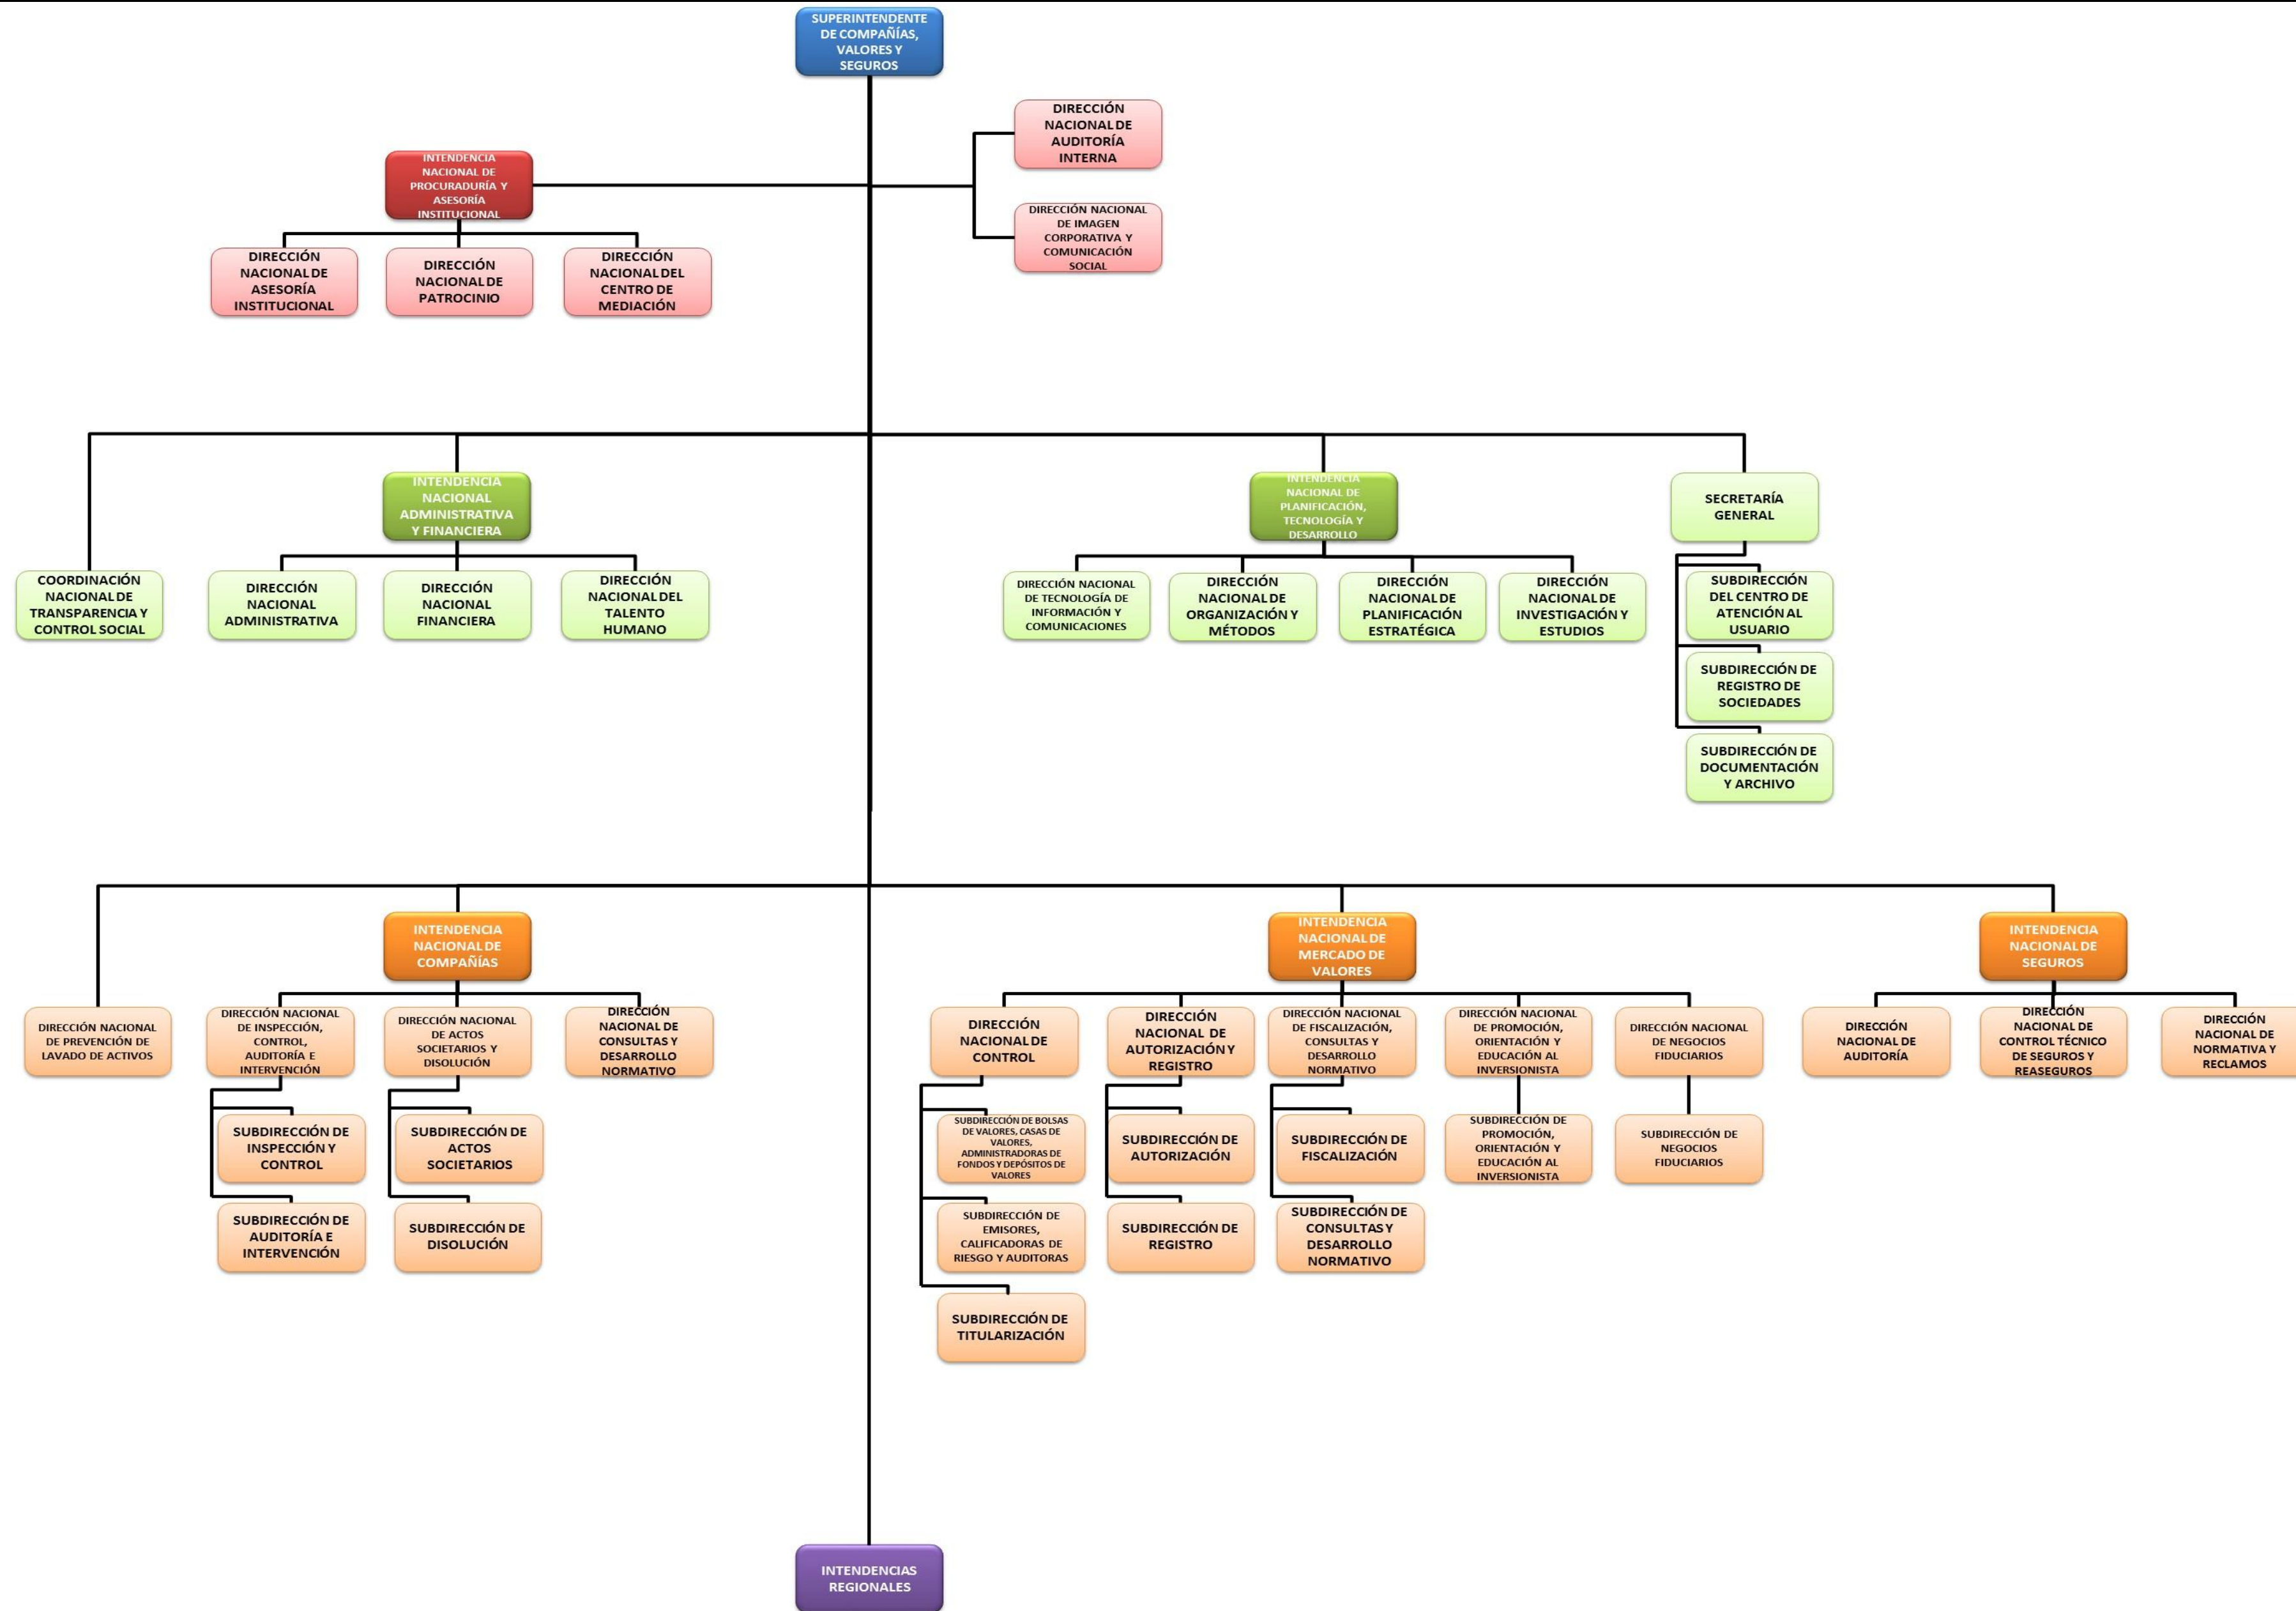 SUPERINTENDENTE
DE COMPAÑÍAS,
VALORES Y
SEGUROS
DIRECCIÓN
NACIONAL DE
AUDITORÍA
INTERNA
INTENDENCIA
NACIONAL DE
PROCURADURÍA Y
ASESORÍA
INSTITUCIONAL
DIRECCIÓN NACIONAL
DE IMAGEN
CORPORATIVA Y
COMUNICACIÓN
SOCIAL
DIRECCIÓN
NACIONAL DE
ASESORÍA
INSTITUCIONAL
DIRECCIÓN
NACIONAL DE
PATROCINIO
DIRECCIÓN
NACIONAL DEL
CENTRO DE
MEDIACIÓN
INTENDENCIA
NACIONAL
ADMINISTRATIVA
Y FINANCIERA
INTENDENCIA
NACIONAL DE
PLANIFICACIÓN,
TECNOLOGÍA Y
DESARROLLO
SECRETARÍA
GENERAL
COORDINACIÓN
NACIONAL DE
TRANSPARENCIA Y
CONTROL SOCIAL
DIRECCIÓN
NACIONAL
ADMINISTRATIVA
DIRECCIÓN
NACIONAL
FINANCIERA
DIRECCIÓN
NACIONAL DEL
TALENTO
HUMANO
DIRECCIÓN NACIONAL
DE TECNOLOGÍA DE
INFORMACIÓN Y
COMUNICACIONES
DIRECCIÓN
NACIONAL DE
ORGANIZACIÓN Y
MÉTODOS
DIRECCIÓN
NACIONAL DE
PLANIFICACIÓN
ESTRATÉGICA
DIRECCIÓN
NACIONAL DE
INVESTIGACIÓN Y
ESTUDIOS
SUBDIRECCIÓN
DEL CENTRO DE
ATENCIÓN AL
USUARIO
SUBDIRECCIÓN DE
REGISTRO DE
SOCIEDADES
SUBDIRECCIÓN DE
DOCUMENTACIÓN
Y ARCHIVO
INTENDENCIA
NACIONAL DE
COMPAÑÍAS
INTENDENCIA
NACIONAL DE
MERCADO DE
VALORES
INTENDENCIA
NACIONAL DE
SEGUROS
DIRECCIÓN NACIONAL
DE PREVENCIÓN DE
LAVADO DE ACTIVOS
DIRECCIÓN NACIONAL
DE INSPECCIÓN,
CONTROL,
AUDITORÍA E
INTERVENCIÓN
DIRECCIÓN NACIONAL
DE ACTOS
SOCIETARIOS Y
DISOLUCIÓN
DIRECCIÓN
NACIONAL DE
CONSULTAS Y
DESARROLLO
NORMATIVO
DIRECCIÓN
NACIONAL DE
CONTROL
DIRECCIÓN
NACIONAL DE
AUTORIZACIÓN Y
REGISTRO
DIRECCIÓN NACIONAL
DE FISCALIZACIÓN,
CONSULTAS Y
DESARROLLO
NORMATIVO
DIRECCIÓN NACIONAL
DE PROMOCIÓN,
ORIENTACIÓN Y
EDUCACIÓN AL
INVERSIONISTA
DIRECCIÓN NACIONAL
DE NEGOCIOS
FIDUCIARIOS
DIRECCIÓN
NACIONAL DE
AUDITORÍA
DIRECCIÓN
NACIONAL DE
CONTROL TÉCNICO
DE SEGUROS Y
REASEGUROS
DIRECCIÓN
NACIONAL DE
NORMATIVA Y
RECLAMOS
SUBDIRECCIÓN DE
INSPECCIÓN Y
CONTROL
SUBDIRECCIÓN DE
ACTOS
SOCIETARIOS
SUBDIRECCIÓN DE BOLSAS
DE VALORES, CASAS DE
VALORES,
ADMINISTRADORAS DE
FONDOS Y DEPÓSITOS DE
VALORES
SUBDIRECCIÓN DE
AUTORIZACIÓN
SUBDIRECCIÓN DE
FISCALIZACIÓN
SUBDIRECCIÓN DE
PROMOCIÓN,
ORIENTACIÓN Y
EDUCACIÓN AL
INVERSIONISTA
SUBDIRECCIÓN DE
NEGOCIOS
FIDUCIARIOS
SUBDIRECCIÓN DE
AUDITORÍA E
INTERVENCIÓN
SUBDIRECCIÓN DE
DISOLUCIÓN
SUBDIRECCIÓN DE
EMISORES,
CALIFICADORAS DE
RIESGO Y AUDITORAS
SUBDIRECCIÓN DE
REGISTRO
SUBDIRECCIÓN DE
CONSULTAS Y
DESARROLLO
NORMATIVO
SUBDIRECCIÓN DE
TITULARIZACIÓN
INTENDENCIAS
REGIONALES